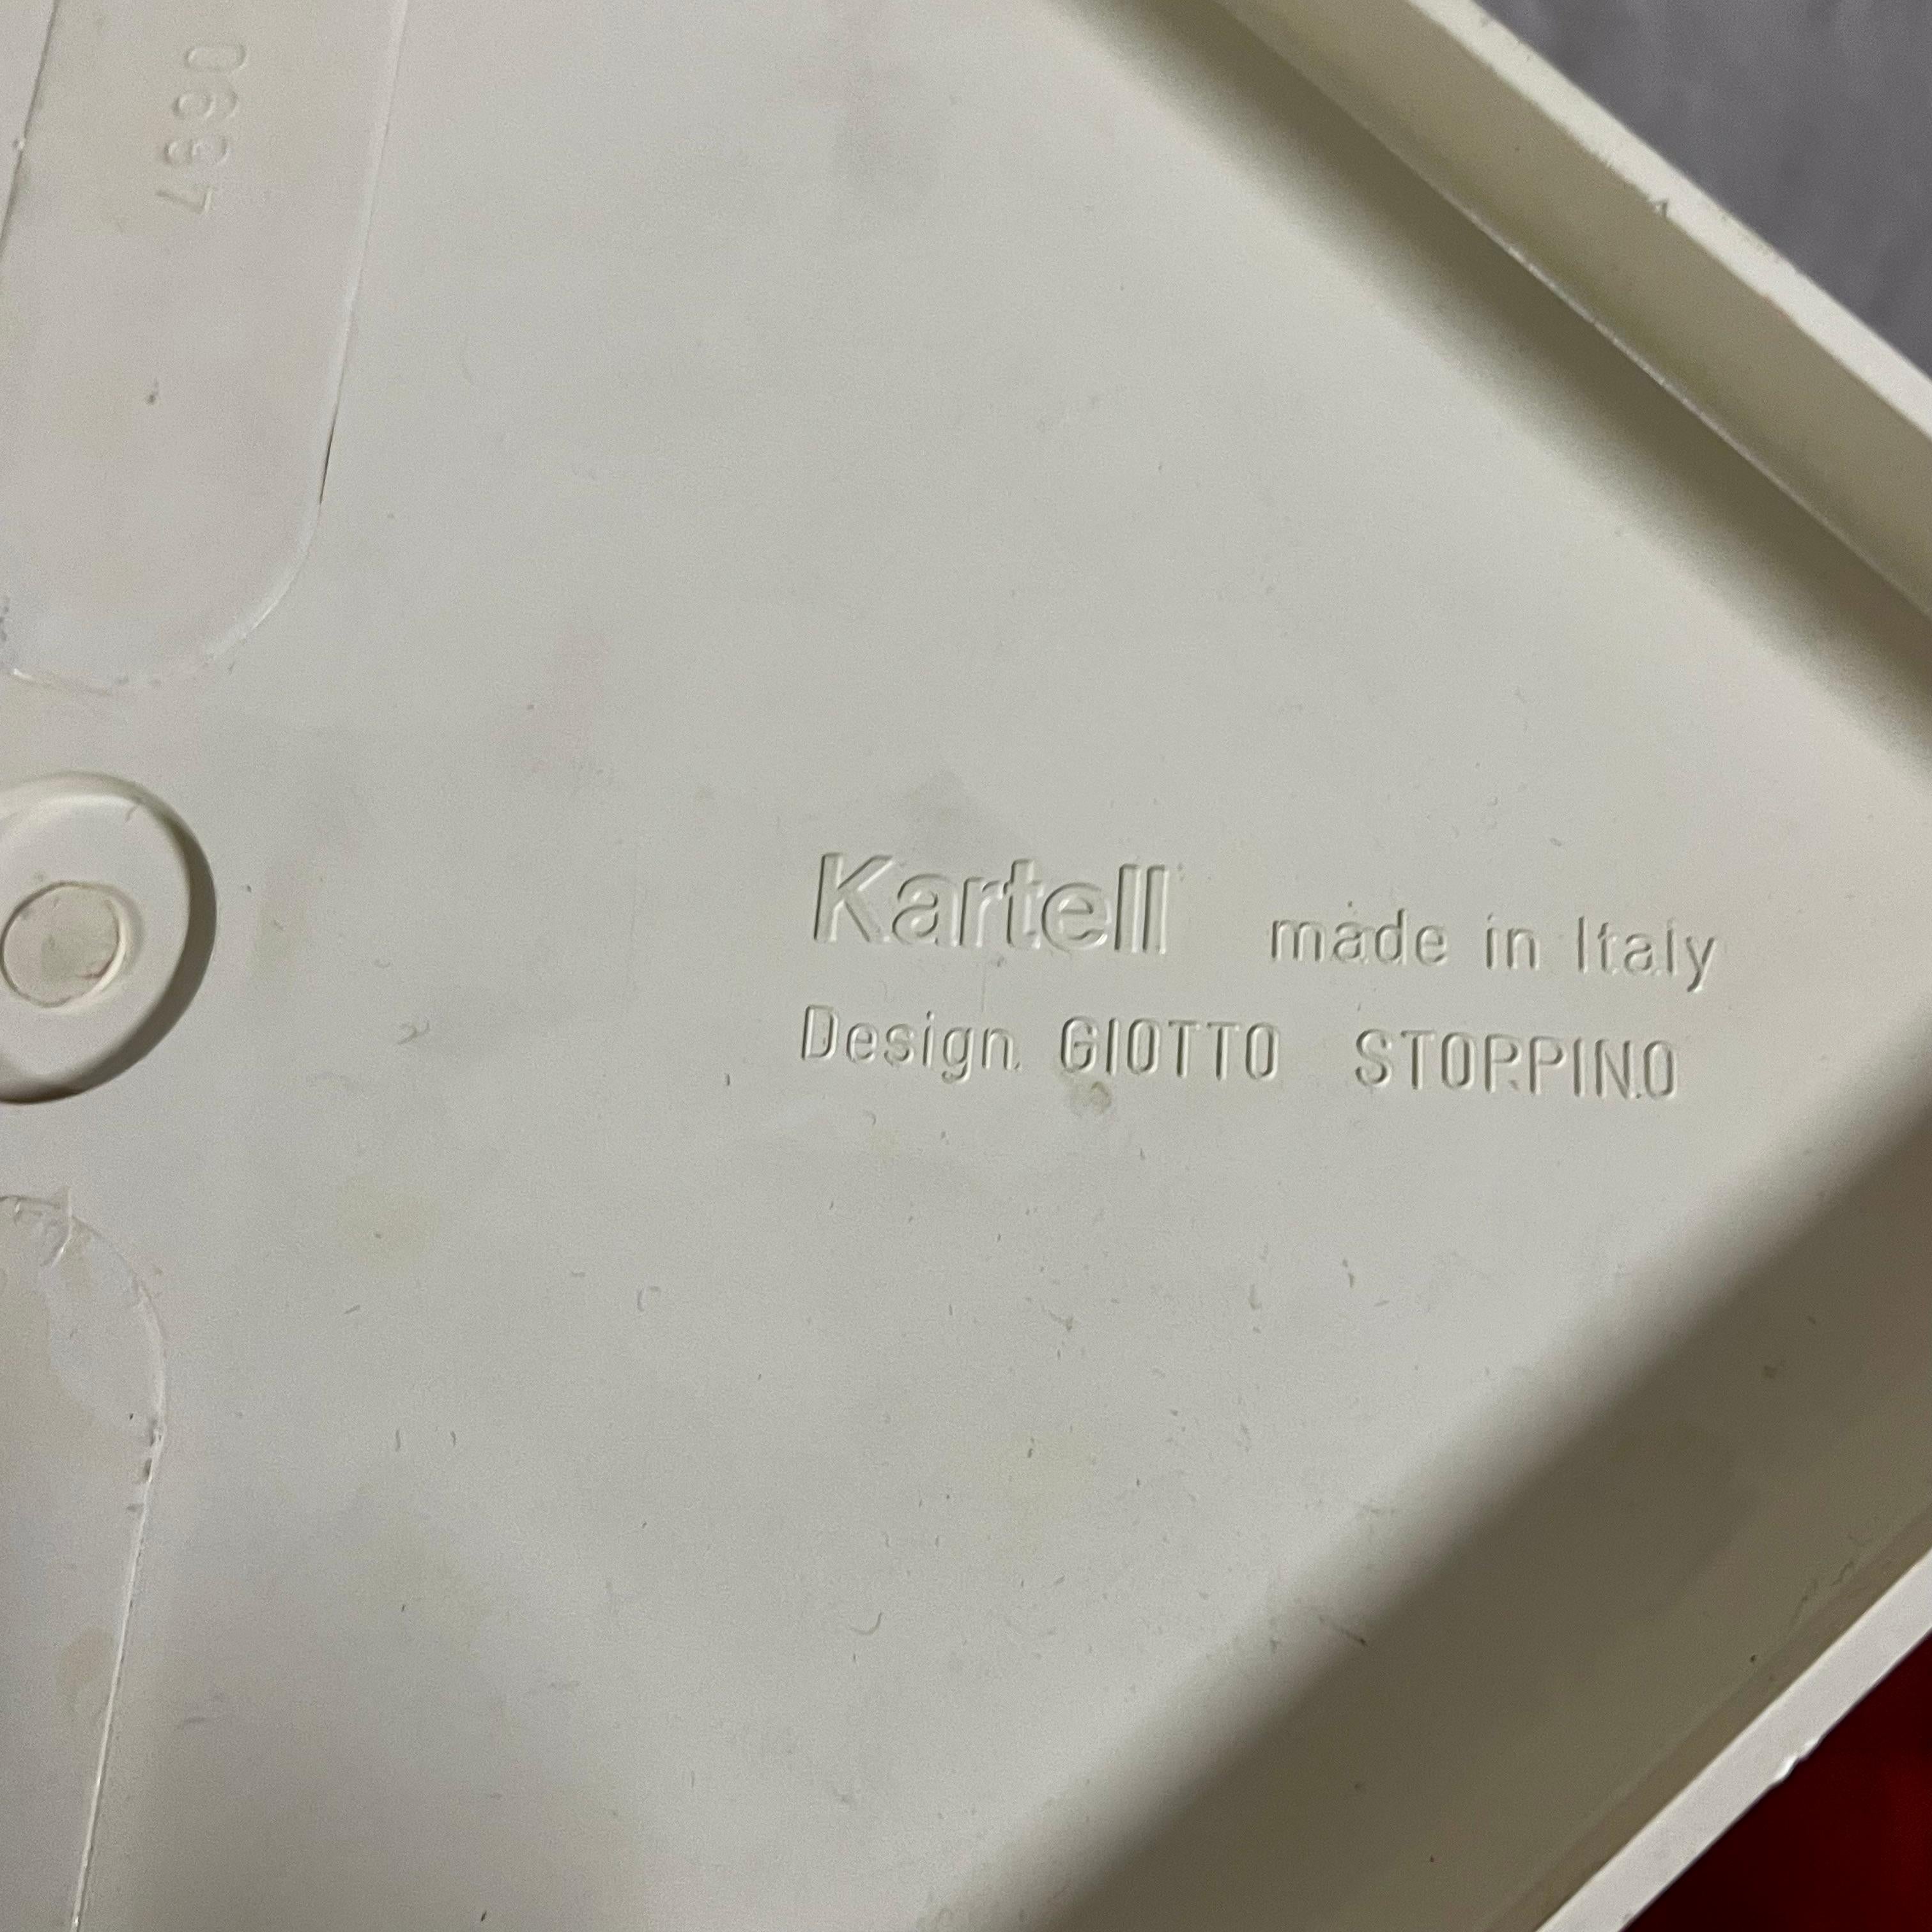 Kartell made in Italy
Design GIOTTO STOPPINO